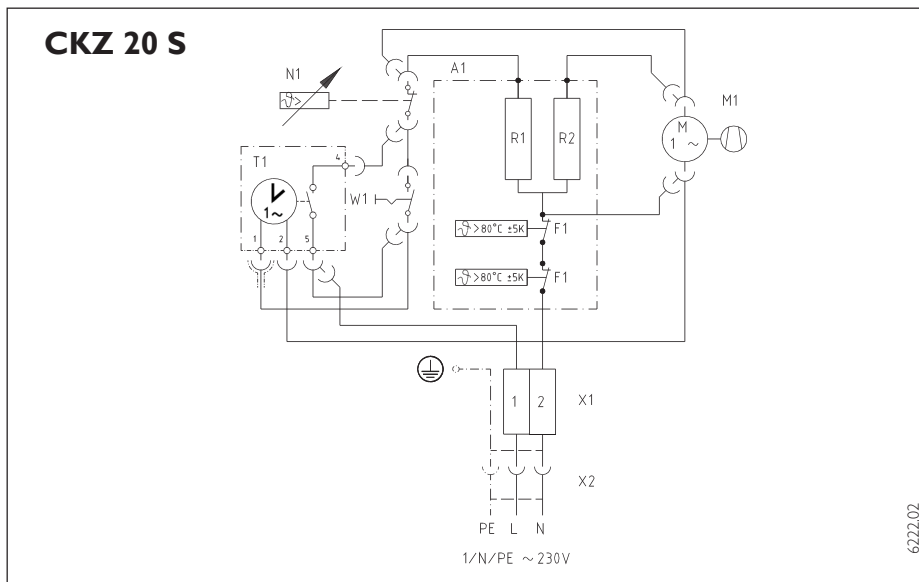 CKZ 20 S
N1
ϑ>
A1
M1
R1
R2
M
1 ~
T1
4
1~
W1
1
2
5
ϑ>80°C ±5K
F1
ϑ>80°C ±5K
F1
1
2
X1
X2
PE L N
1/N/PE ~ 230V
6222.02